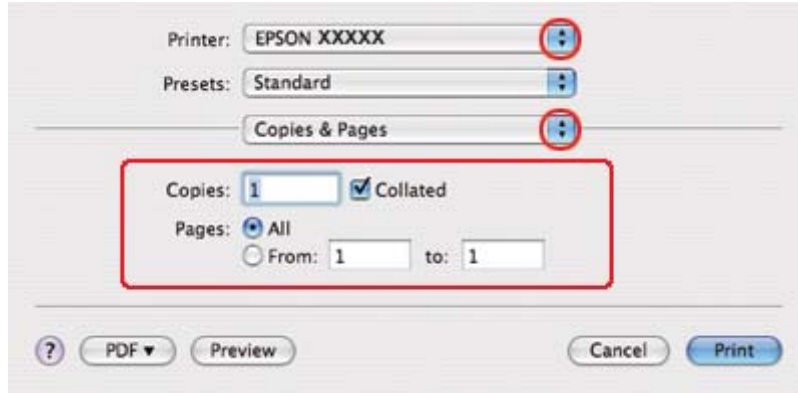 Printer: EPSON XXXXX
Presets: Standard
Copies & Pages
Copies: 1 Collated
Pages: All
From: 1 to: 1
? PDF ▼ Preview Cancel Print